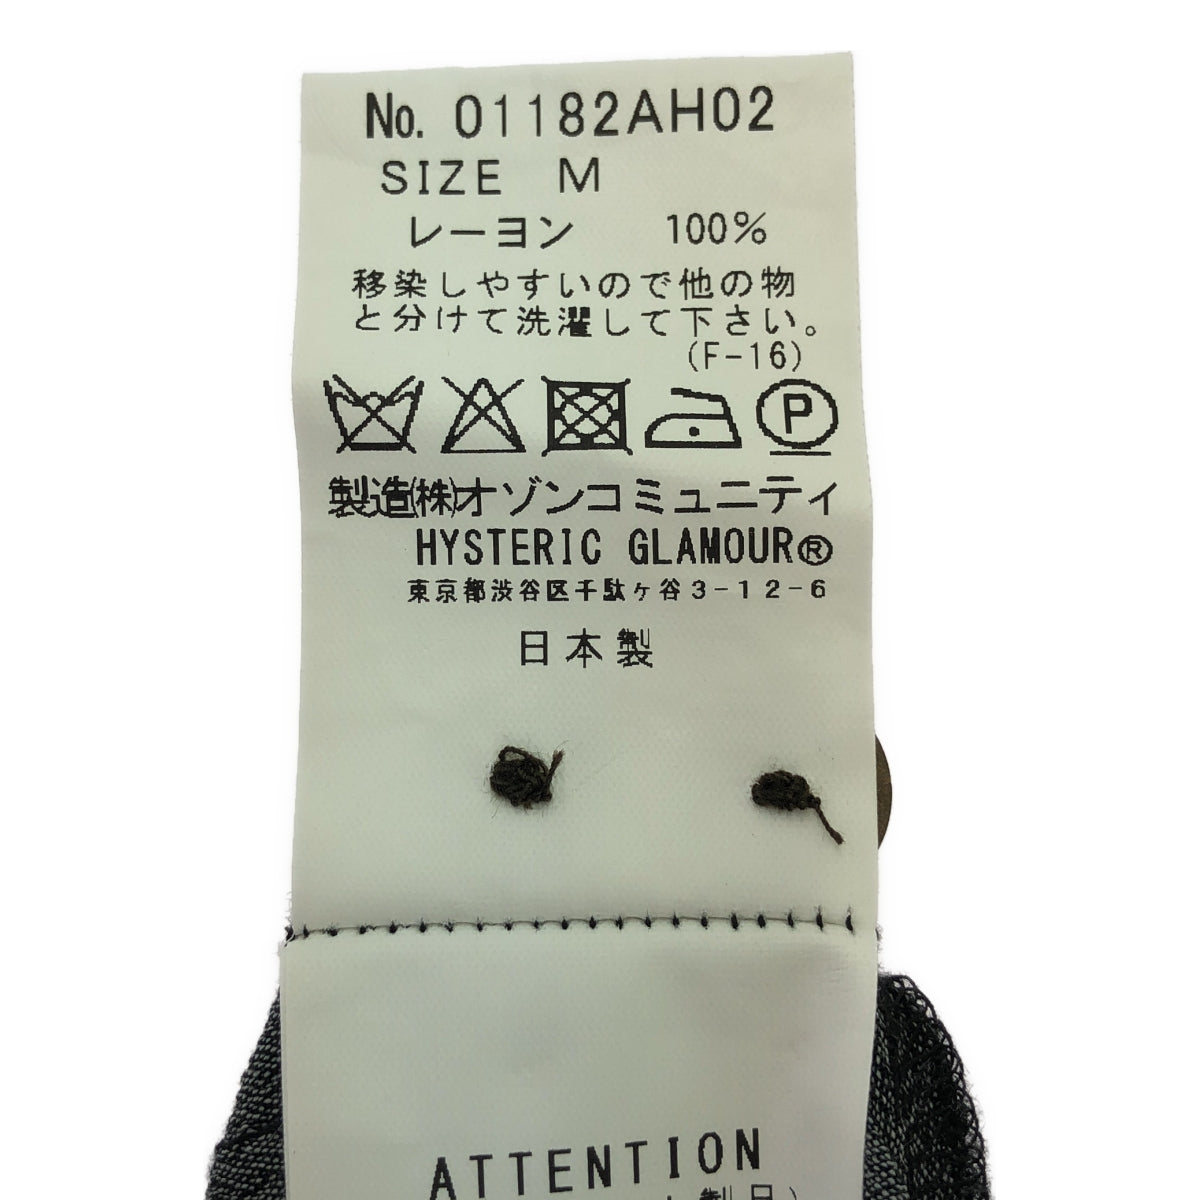 No. 01182AH02
SIZE M
レーヨン 100%
移染しやすいので他の物
と分けて洗濯して下さい。
(F-16)
P
製造㈱オゾンコミュニティ
HYSTERIC GLAMOUR®
東京都渋谷区千駄ヶ谷3-12-6
日本製
ATTENTION